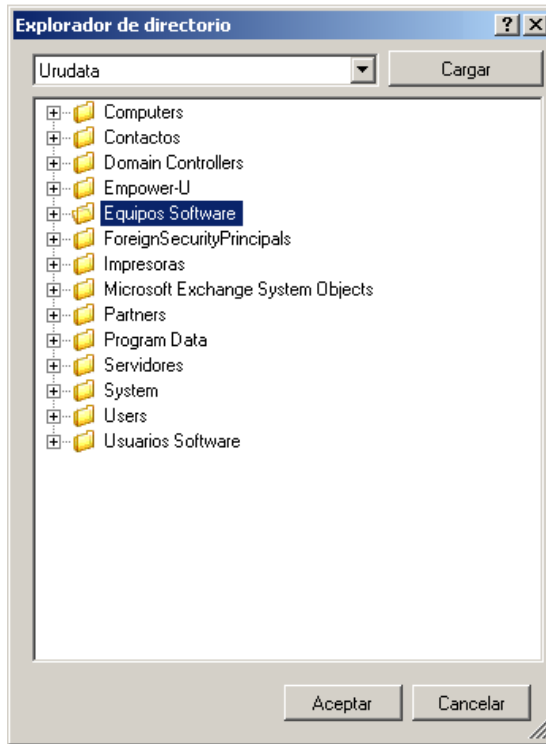 Explorador de directorio
Urudata
Cargar
Computers
Contactos
Domain Controllers
Empower-U
Equipos Software
ForeignSecurityPrincipals
Impresoras
Microsoft Exchange System Objects
Partners
Program Data
Servidores
System
Users
Usuarios Software
Aceptar
Cancelar